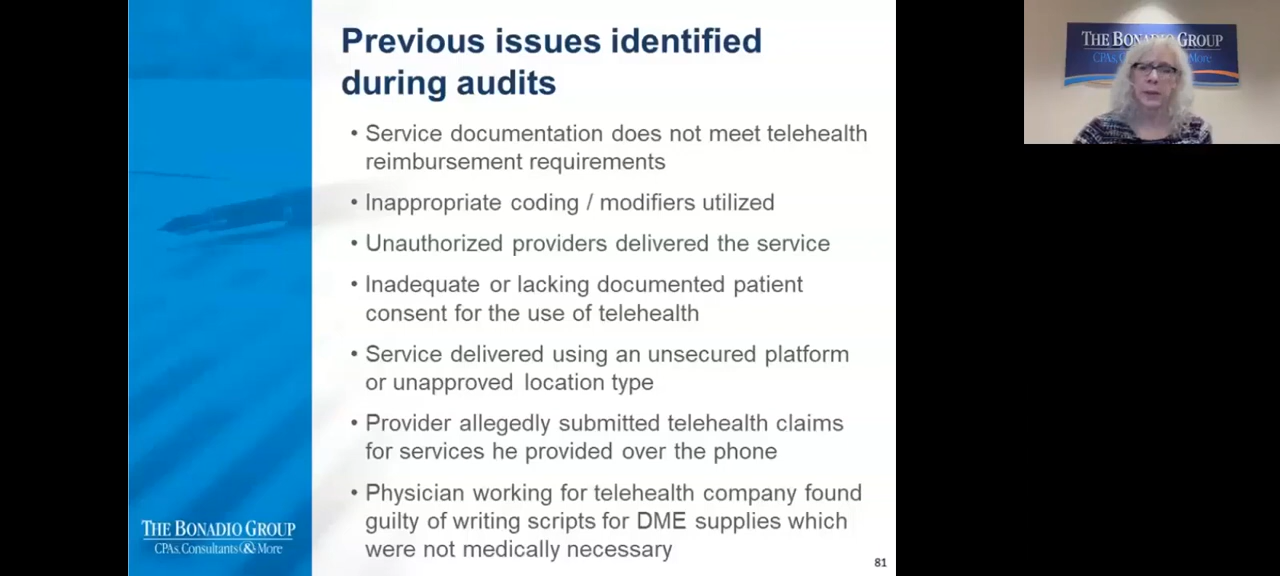 Previous issues identified
during audits
• Service documentation does not meet telehealth
reimbursement requirements
• Inappropriate coding / modifiers utilized
• Unauthorized providers delivered the service
• Inadequate or lacking documented patient
consent for the use of telehealth
• Service delivered using an unsecured platform
or unapproved location type
• Provider allegedly submitted telehealth claims
for services he provided over the phone
• Physician working for telehealth company found
guilty of writing scripts for DME supplies which
were not medically necessary
THE BONADIO GROUP
CPAs, Consultants & More
81
THE BONADIO GROUP
CPAs, More